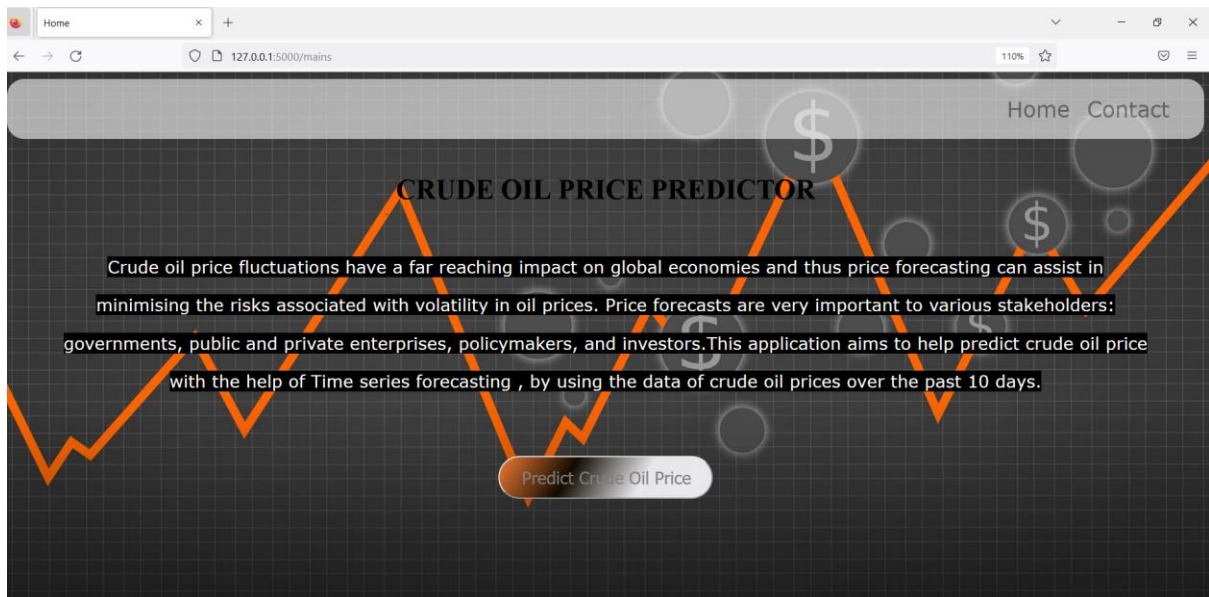 Home
127.0.0.1:5000/mains
110%
Home Contact
$
CRUDE OIL PRICE PREDICTOR
$
Crude oil price fluctuations have a far reaching impact on global economies and thus price forecasting can assist in
minimising the risks associated with volatility in oil prices. Price forecasts are very important to various stakeholders:
$ $
governments, public and private enterprises, policymakers, and investors.This application aims to help predict crude oil price
with the help of Time series forecasting , by using the data of crude oil prices over the past 10 days.
Predict Crude Oil Price